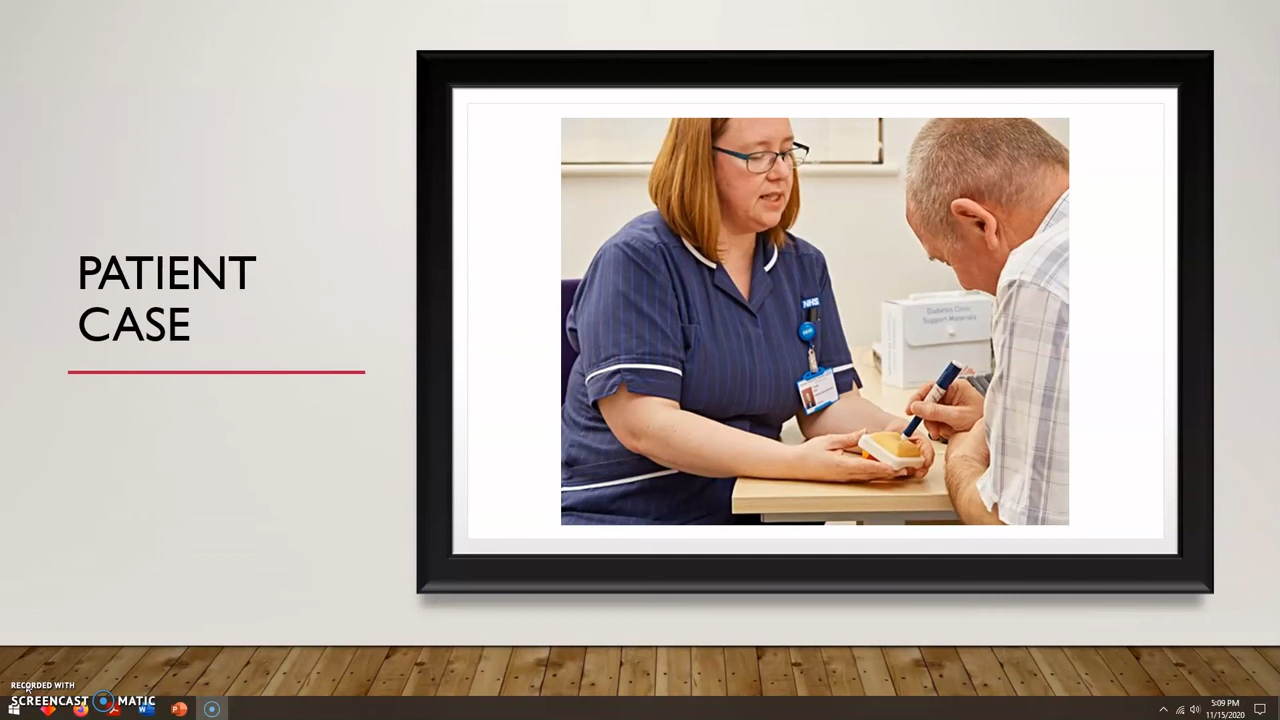 PATIENT
CASE
NHS
Diabetes Clinic
Support Materials
RECORDED WITH
SCREENCAST MATIC
5:09 PM
11/15/2020